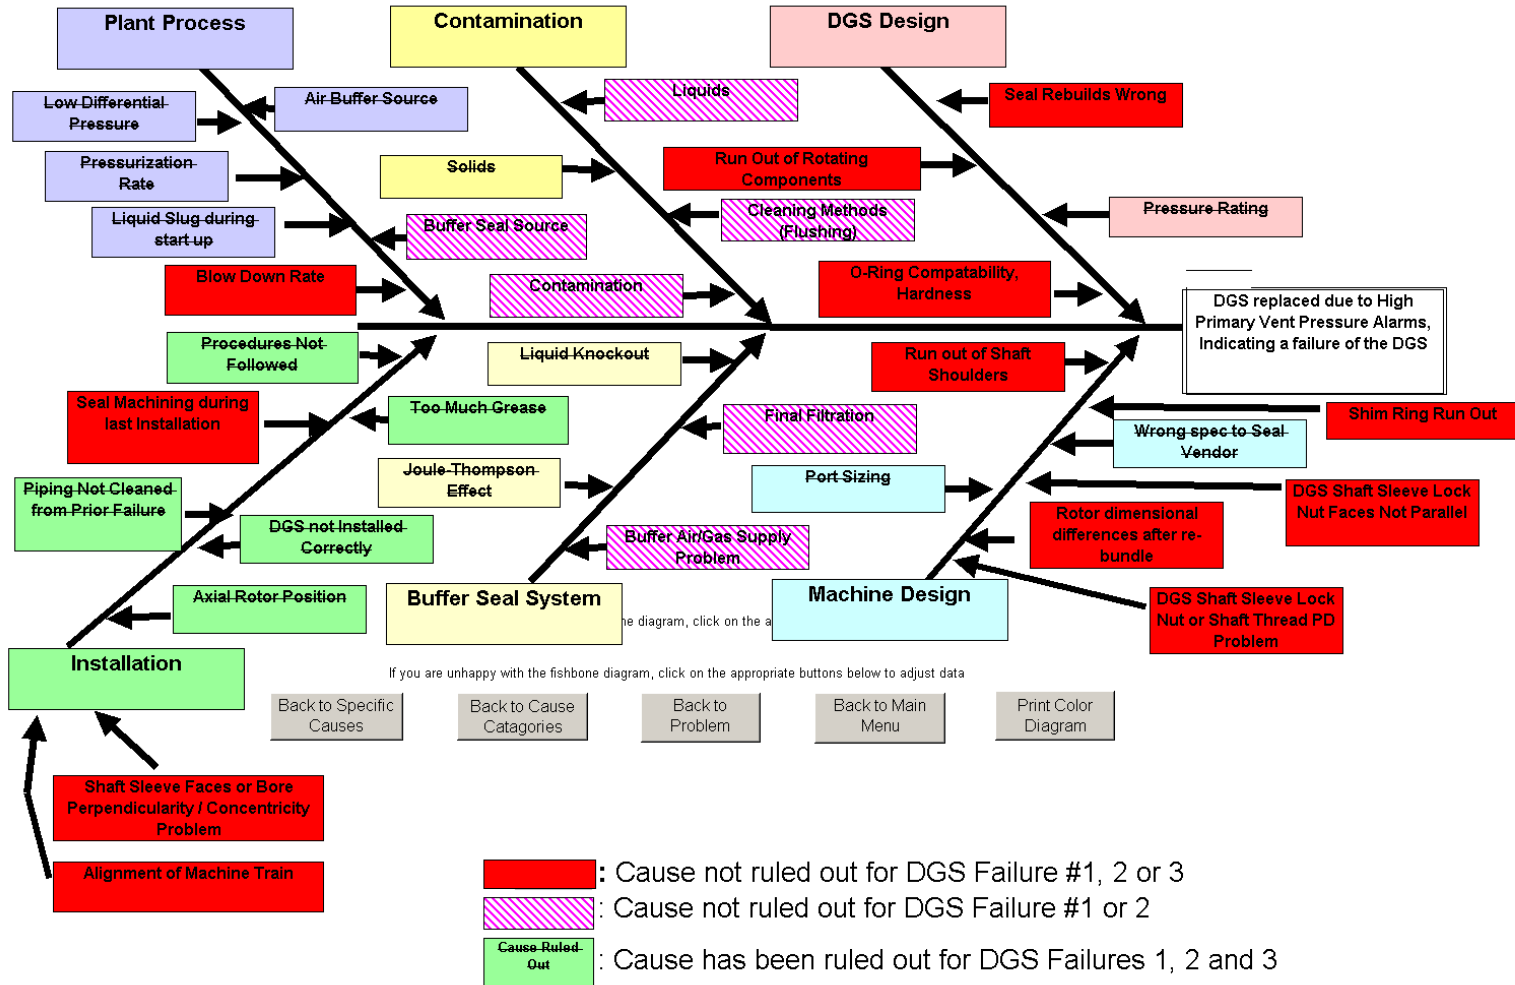 Plant Process
Contamination
DGS Design
Low Differential
Pressure
Air Buffer Source
Pressurization
Rate
Liquid Slug during
start up
Buffer Seal Source
Blow Down Rate
Liquids
Solids
Cleaning Methods
(Flushing)
Contamination
Seal Rebuilds Wrong
Run Out of Rotating
Components
Pressure Rating
O-Ring Compatability,
Hardness
DGS replaced due to High
Primary Vent Pressure Alarms,
Indicating a failure of the DGS
Procedures Not
Followed
Seal Machining during
last Installation
Too Much Grease
Piping Not Cleaned
from Prior Failure
DGS not Installed
Correctly
Axial Rotor Position
Installation
Liquid Knockout
Final Filtration
Joule-Thompson
Effect
Buffer Air/Gas Supply
Problem
Buffer Seal System
Run out of Shaft
Shoulders
Shim Ring Run Out
Wrong spec to Seal
Vendor
Port Sizing
DGS Shaft Sleeve Lock
Nut Faces Not Parallel
Rotor dimensional
differences after re-
bundle
DGS Shaft Sleeve Lock
Nut or Shaft Thread PD
Problem
Machine Design
ne diagram, click on the a
If you are unhappy with the fishbone diagram, click on the appropriate buttons below to adjust data
Back to Specific
Causes
Back to Cause
Catagories
Back to
Problem
Back to Main
Menu
Print Color
Diagram
Shaft Sleeve Faces or Bore
Perpendicularity / Concentricity
Problem
Alignment of Machine Train
: Cause not ruled out for DGS Failure #1, 2 or 3
: Cause not ruled out for DGS Failure #1 or 2
Cause Ruled
Out
: Cause has been ruled out for DGS Failures 1, 2 and 3